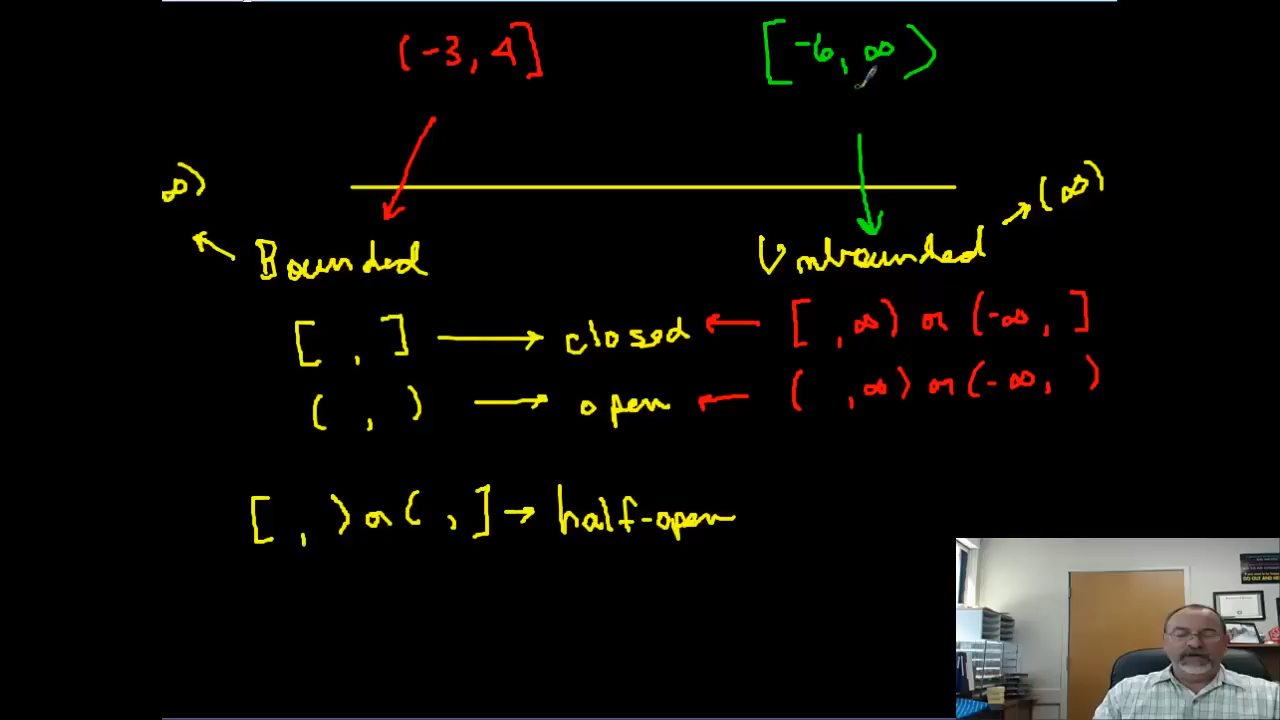 (-3, 4] [-6, ∞)
∞) (∞)
Bounded Unbounded
[ , ] → closed ← [ , ∞) or (-∞, ]
( , ) → open ← ( , ∞) or (-∞, )
[ , ) or ( , ] → half-open